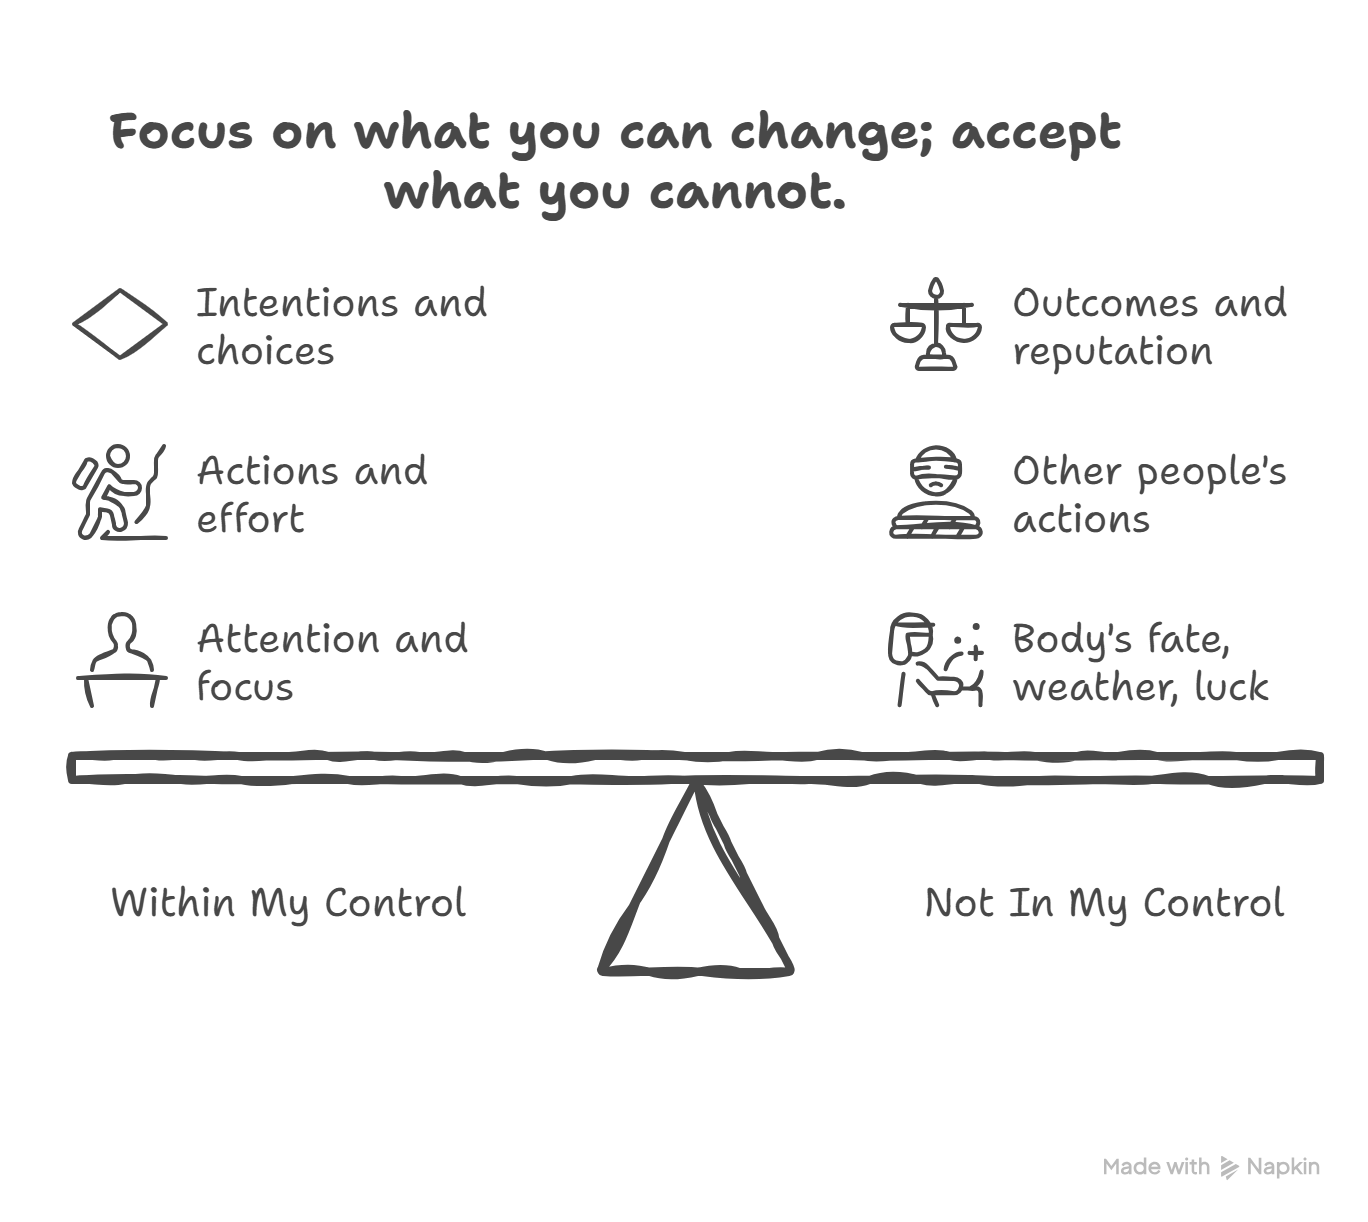 Focus on what you can change; accept
what you cannot.
Intentions and
choices
Actions and
effort
Attention and
focus
Outcomes and
reputation
Other people's
actions
Body's fate,
weather, luck
Within My Control
Not In My Control
Made with Napkin